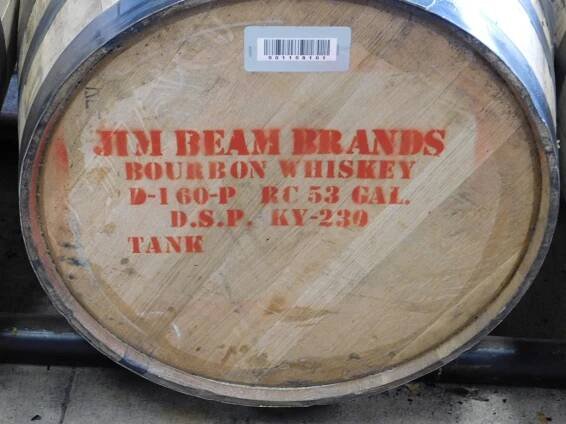 JIM BEAM BRANDS
BOURBON WHISKEY
D-160-P RC 53 GAL.
D.S.P. KY-230
TANK